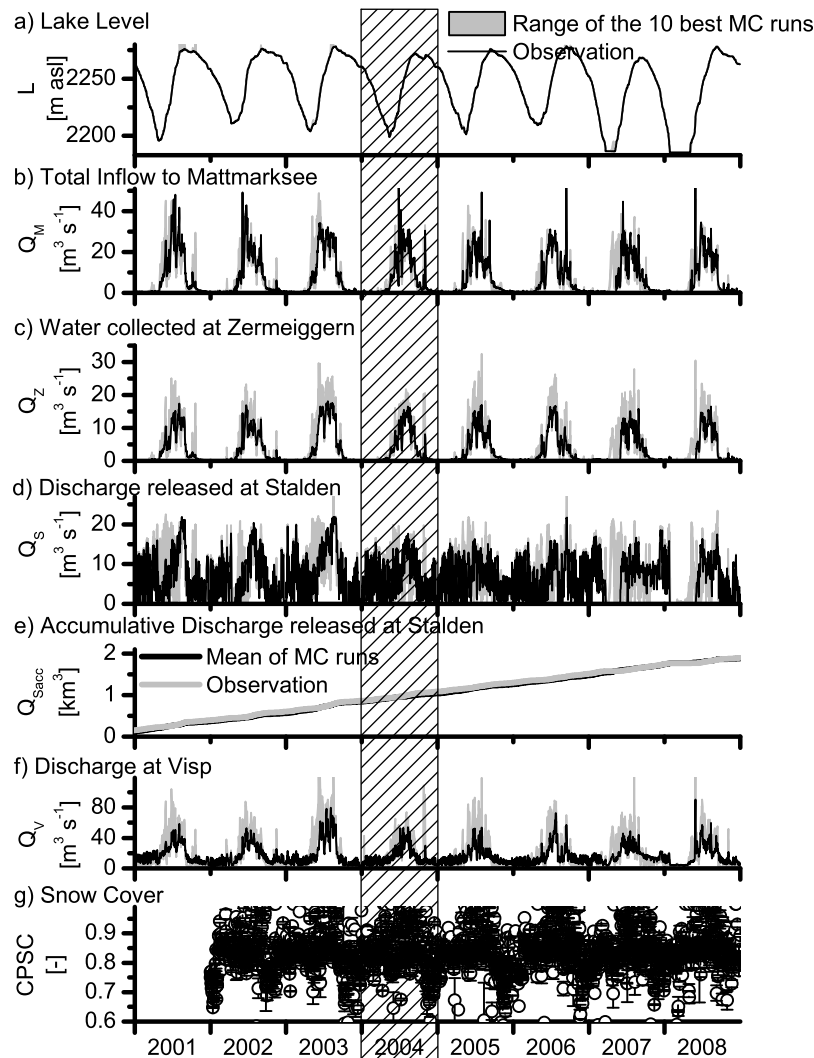 a) Lake Level
Range of the 10 best MC runs
Observation
L
[m asl]
2250
2200
b) Total Inflow to Mattmarksee
Q_M
[m³ s⁻¹]
40
20
0
c) Water collected at Zermeiggern
Q_Z
[m³ s⁻¹]
30
20
10
0
d) Discharge released at Stalden
Q_S
[m³ s⁻¹]
20
10
0
e) Accumulative Discharge released at Stalden
Mean of MC runs
Observation
Q_Sacc
[km³]
2
1
0
f) Discharge at Visp
Q_V
[m³ s⁻¹]
80
40
0
g) Snow Cover
CPSC
[-]
0.9
0.8
0.7
0.6
2001 2002 2003 2004 2005 2006 2007 2008